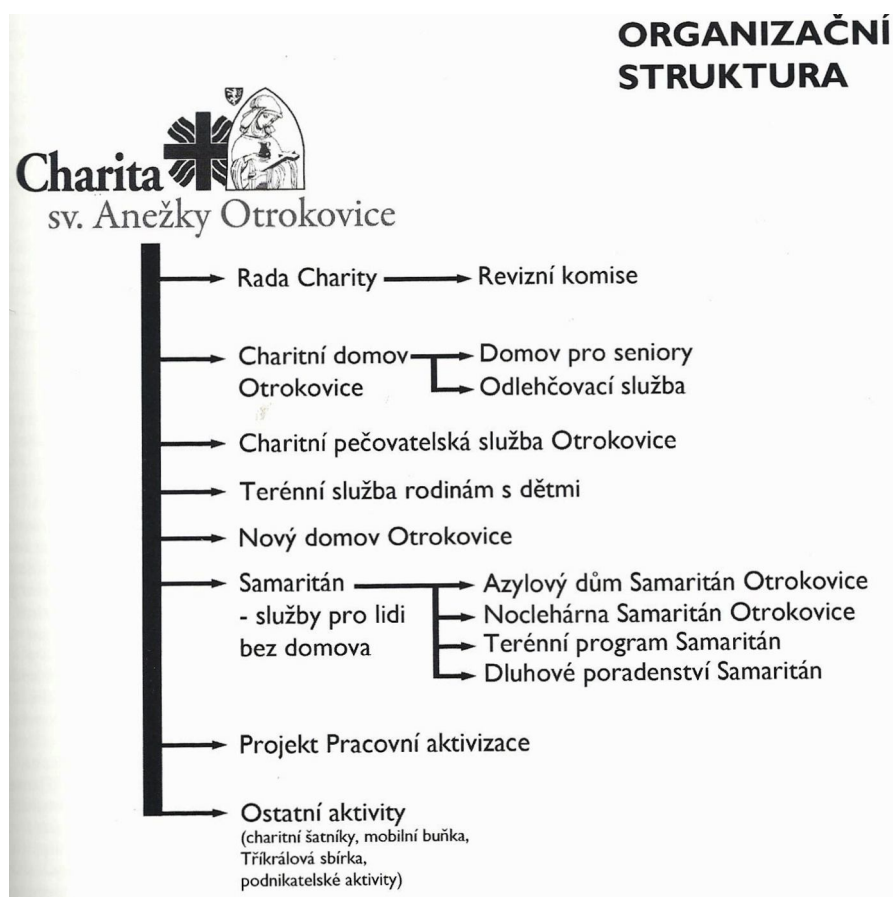 ORGANIZAČNÍ
STRUKTURA
Charita
sv. Anežky Otrokovice
Rada Charity
Revizní komise
Charitní domov
Otrokovice
Domov pro seniory
Odlehčovací služba
Charitní pečovatelská služba Otrokovice
Terénní služba rodinám s dětmi
Nový domov Otrokovice
Samaritán
- služby pro lidi
bez domova
Azylový dům Samaritán Otrokovice
Noclehárna Samaritán Otrokovice
Terénní program Samaritán
Dluhové poradenství Samaritán
Projekt Pracovní aktivizace
Ostatní aktivity
(charitní šatníky, mobilní buňka,
Tříkrálová sbírka,
podnikatelské aktivity)